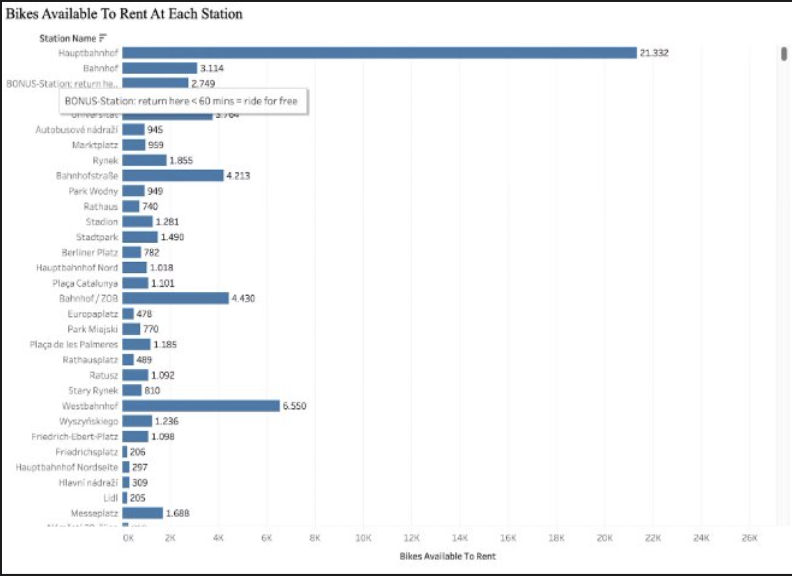 Bikes Available To Rent At Each Station
Station Name
Hauptbahnhof 21.332
Bahnhof 3.114
BONUS-Station: return he.. 2.749
BONUS-Station: return here < 60 mins = ride for free
Universität 3.764
Autobusové nádraží 945
Marktplatz 959
Rynek 1.855
Bahnhofstraße 4.213
Park Wodny 949
Rathaus 740
Stadion 1.281
Stadtpark 1.490
Berliner Platz 782
Hauptbahnhof Nord 1.018
Plaça Catalunya 1.101
Bahnhof / ZOB 4.430
Europaplatz 478
Park Miejski 770
Plaça de les Palmeres 1.185
Rathausplatz 489
Ratusz 1.092
Stary Rynek 810
Westbahnhof 6.550
Wyszyńskiego 1.236
Friedrich-Ebert-Platz 1.098
Friedrichsplatz 206
Hauptbahnhof Nordseite 297
Hlavní nádraží 309
Lidl 205
Messeplatz 1.688
0K 2K 4K 6K 8K 10K 12K 14K 16K 18K 20K 22K 24K 26K
Bikes Available To Rent